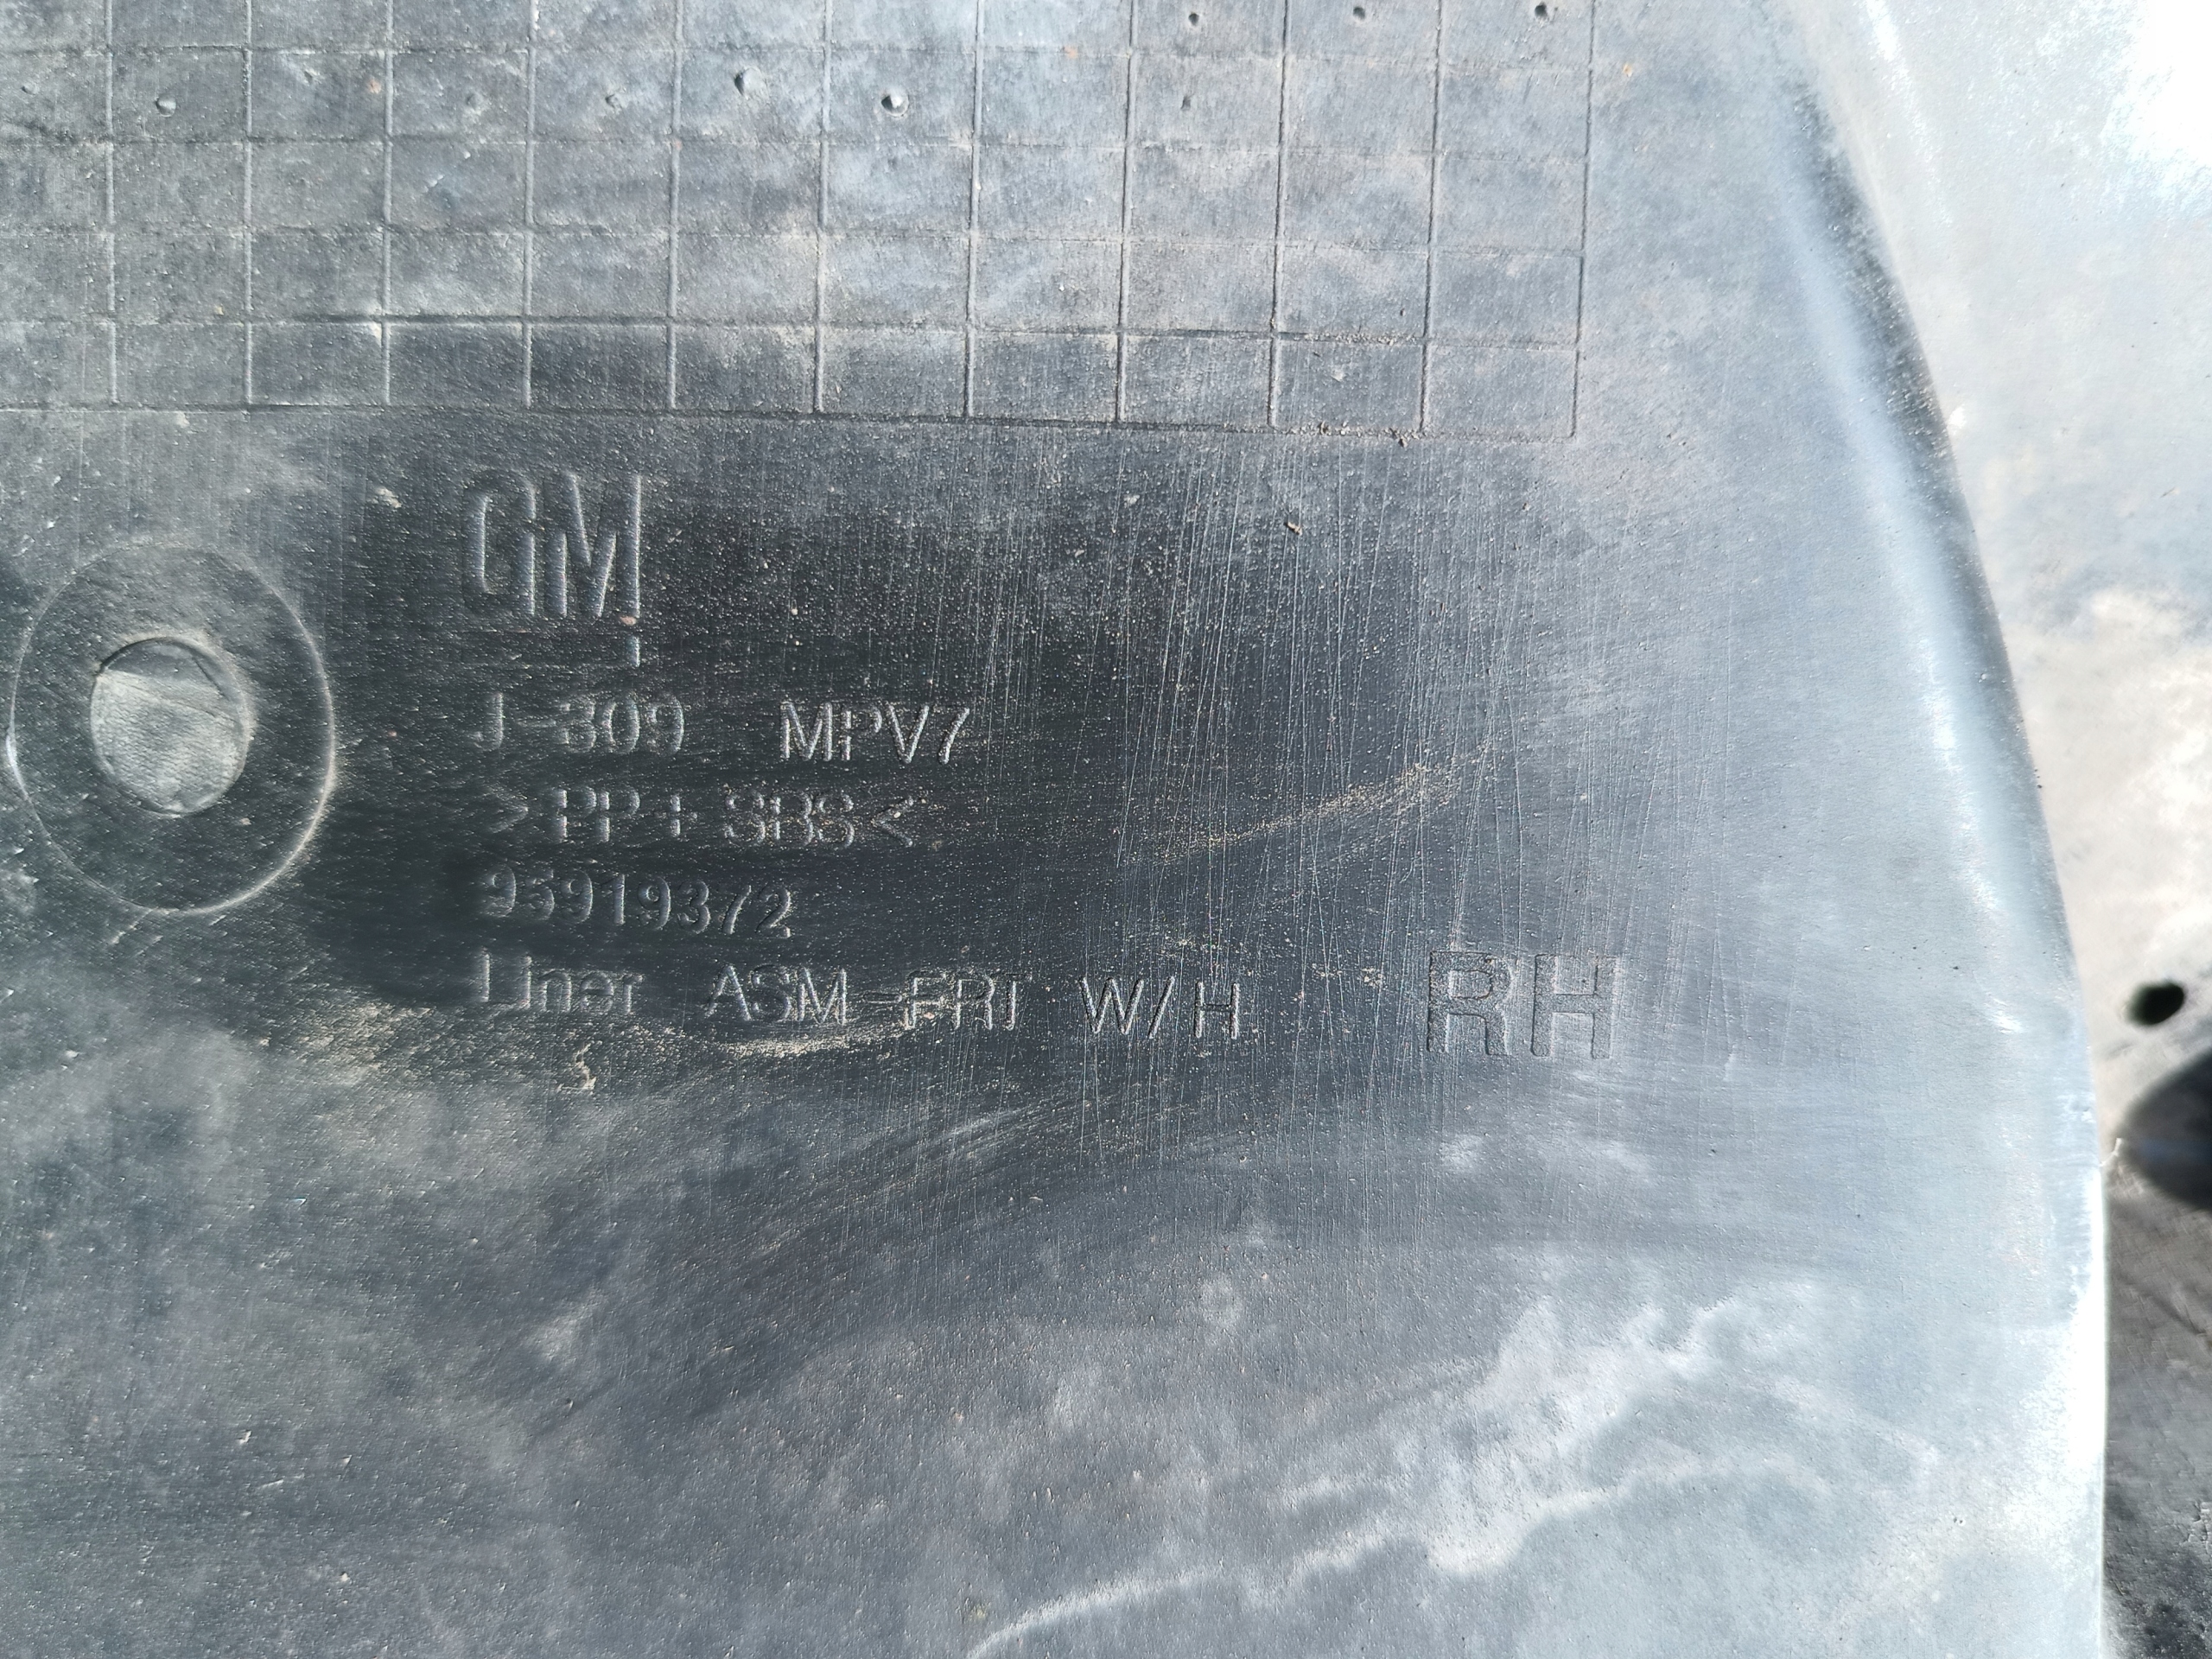 GM
J-309 MPV7
>PP+SBS<
95919372
Liner ASM FRT W/H RH